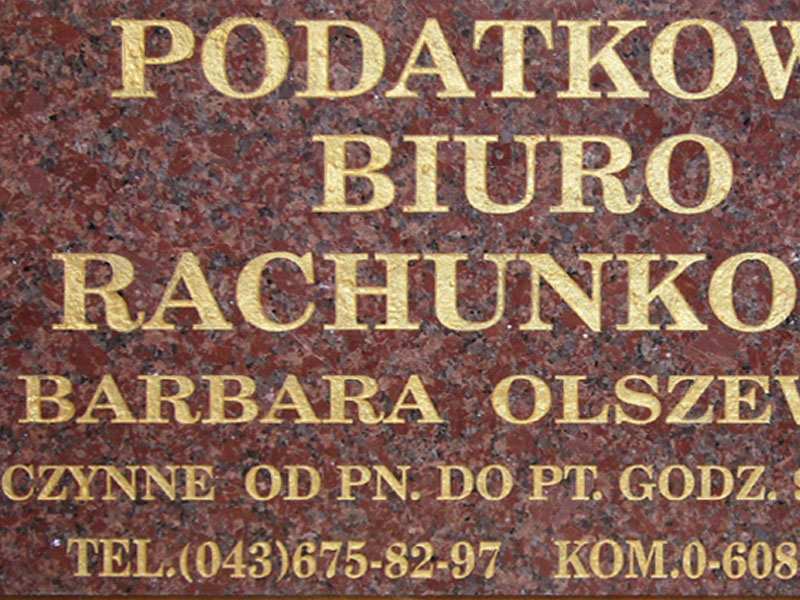 PODATKOW
BIURO
RACHUNKO
BARBARA OLSZEW
CZYNNE OD PN. DO PT. GODZ.
TEL.(043)675-82-97 KOM.0-608